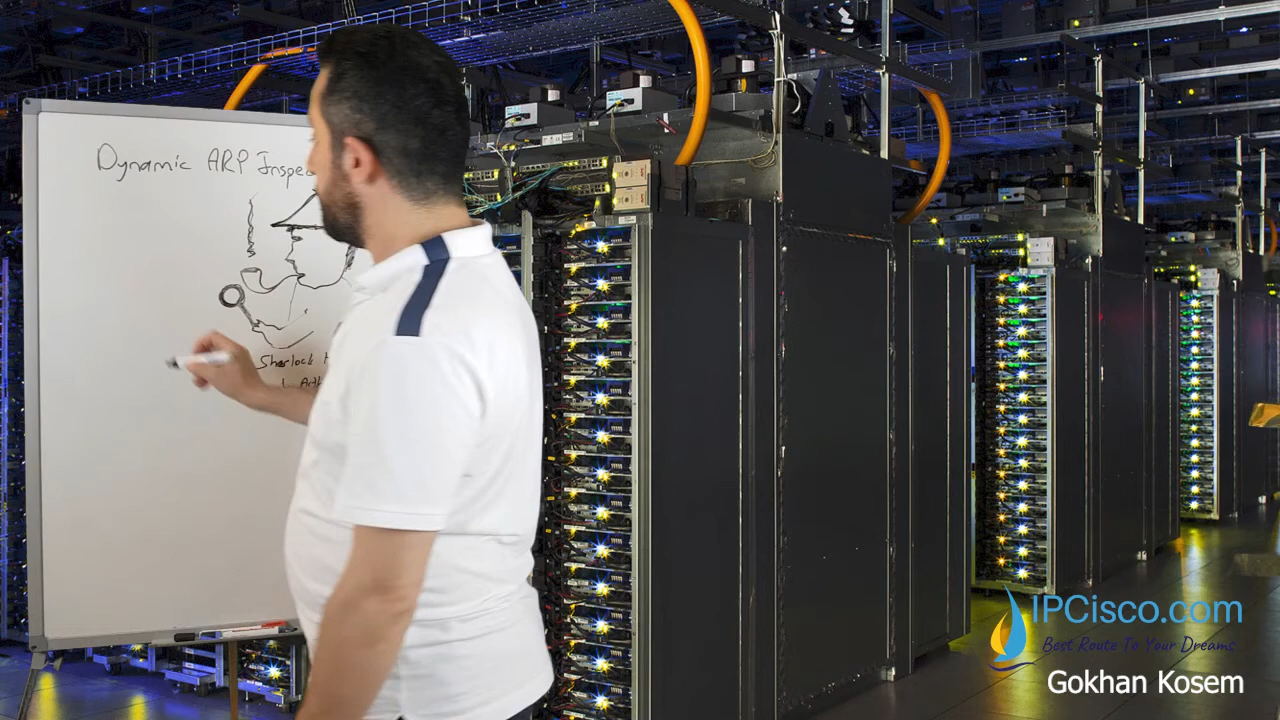 Dynamic ARP Inspec
Sherlock H
IPCisco.com
Best Route To Your Dreams
Gokhan Kosem